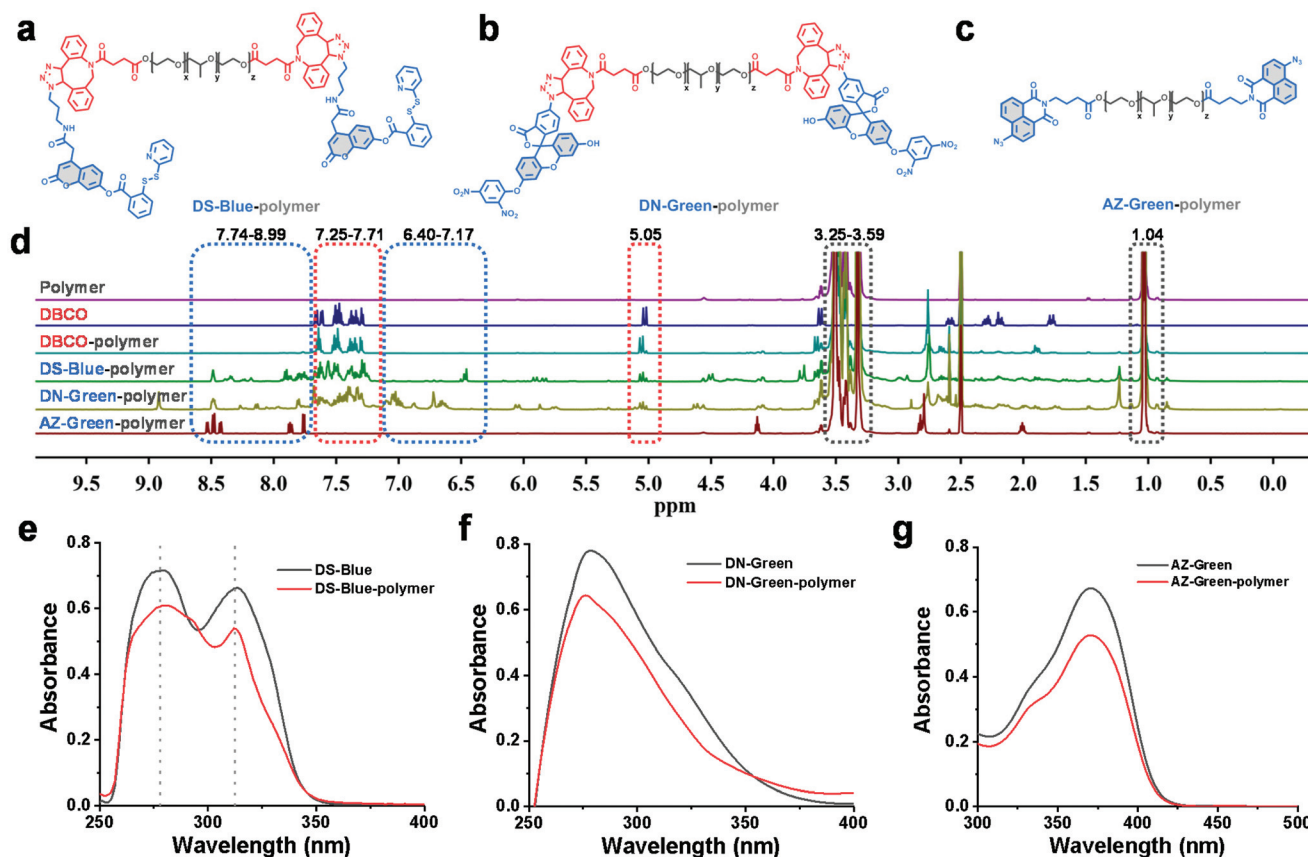 a
b
c
DS-Blue-polymer
DN-Green-polymer
AZ-Green-polymer
d
7.74-8.99
7.25-7.71
6.40-7.17
5.05
3.25-3.59
1.04
Polymer
DBCO
DBCO-polymer
DS-Blue-polymer
DN-Green-polymer
AZ-Green-polymer
9.5 9.0 8.5 8.0 7.5 7.0 6.5 6.0 5.5 5.0 4.5 4.0 3.5 3.0 2.5 2.0 1.5 1.0 0.5 0.0
ppm
e
DS-Blue
DS-Blue-polymer
Absorbance
0.8
0.6
0.4
0.2
0.0
250 300 350 400
Wavelength (nm)
f
DN-Green
DN-Green-polymer
Absorbance
0.8
0.6
0.4
0.2
0.0
250 300 350 400
Wavelength (nm)
g
AZ-Green
AZ-Green-polymer
Absorbance
0.8
0.6
0.4
0.2
0.0
300 350 400 450 500
Wavelength (nm)